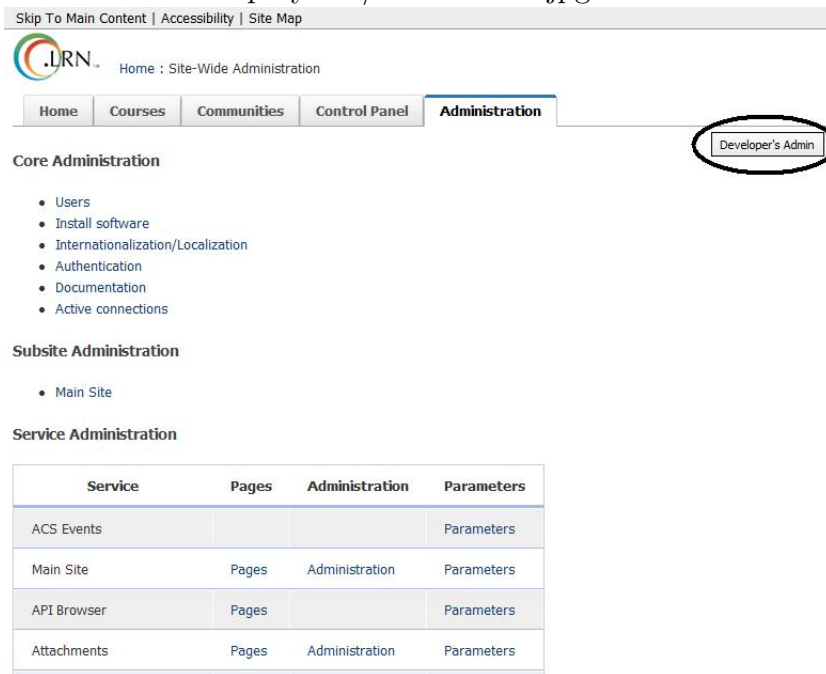 Skip To Main Content | Accessibility | Site Map
.LRN™ Home : Site-Wide Administration
Home Courses Communities Control Panel Administration
Developer's Admin
Core Administration
• Users
• Install software
• Internationalization/Localization
• Authentication
• Documentation
• Active connections
Subsite Administration
• Main Site
Service Administration
Service Pages Administration Parameters
ACS Events Parameters
Main Site Pages Administration Parameters
API Browser Pages Parameters
Attachments Pages Administration Parameters